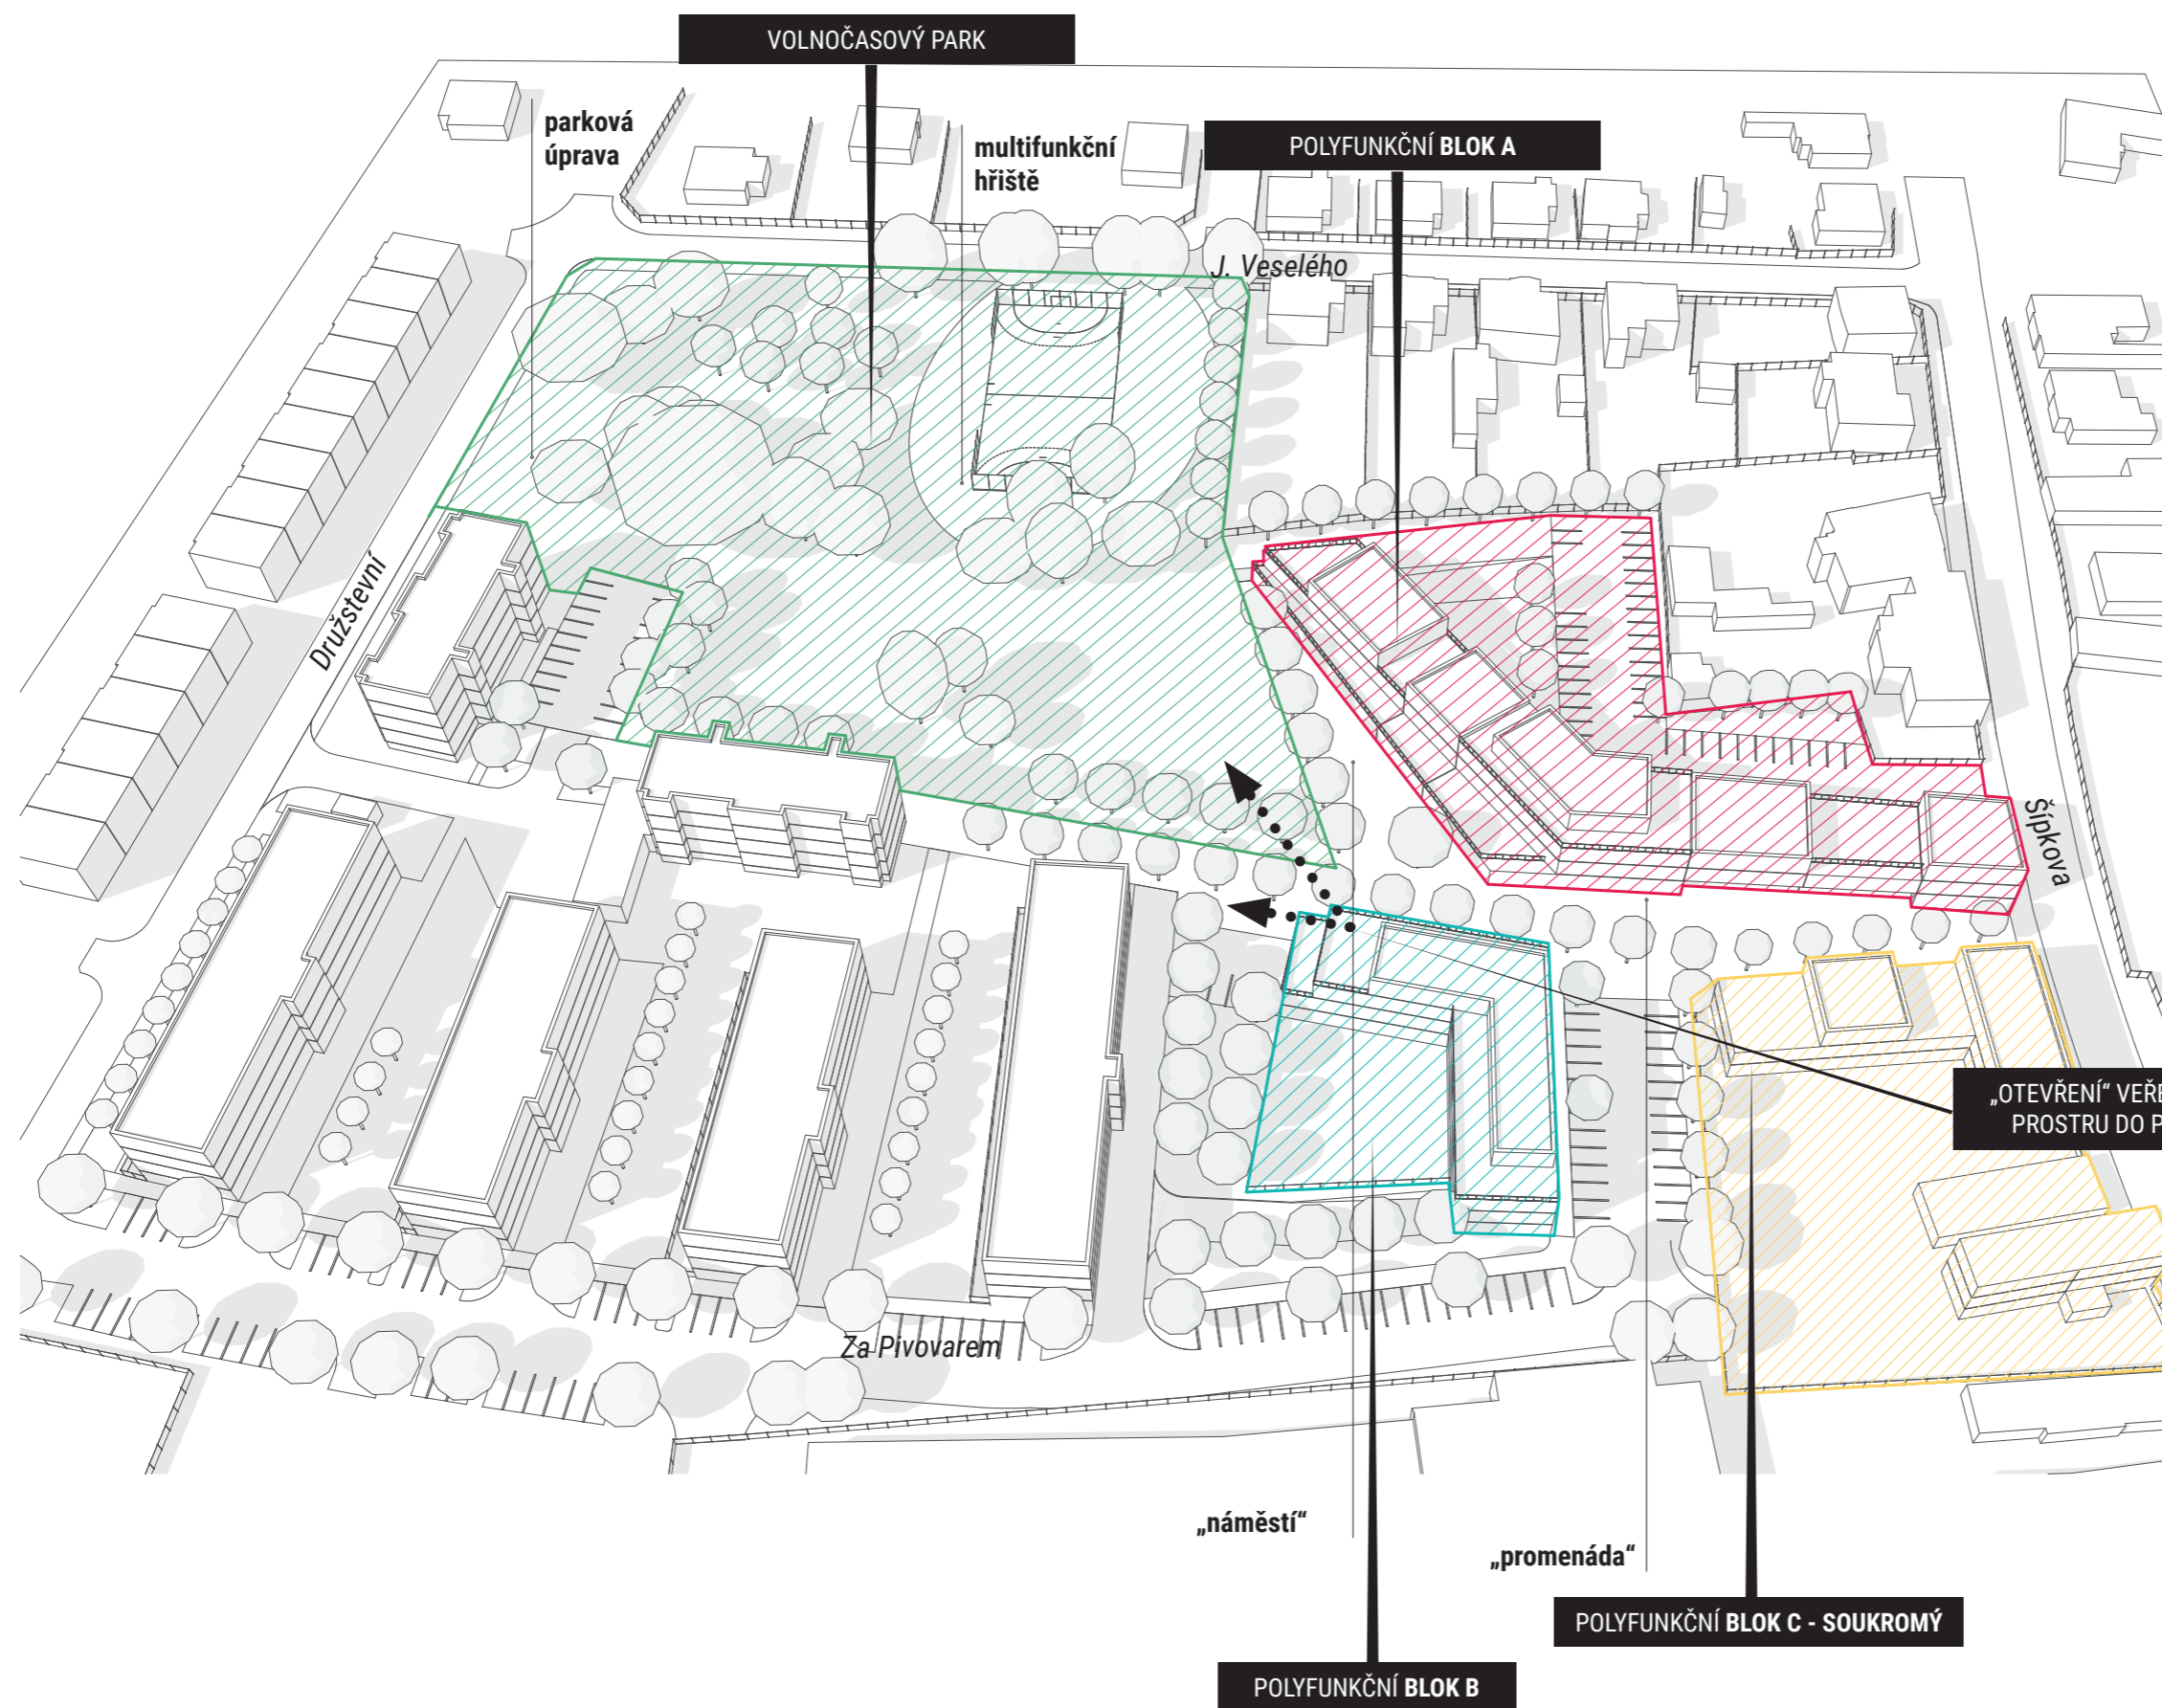 VOLNOČASOVÝ PARK
parková
úprava
multifunkční
hřiště
POLYFUNKČNÍ BLOK A
J. Veselého
Družstevní
Šípkova
„OTEVŘENÍ“
PROSTRU DO
Za Pivovarem
„náměstí“
„promenáda“
POLYFUNKČNÍ BLOK C - SOUKROMÝ
POLYFUNKČNÍ BLOK B